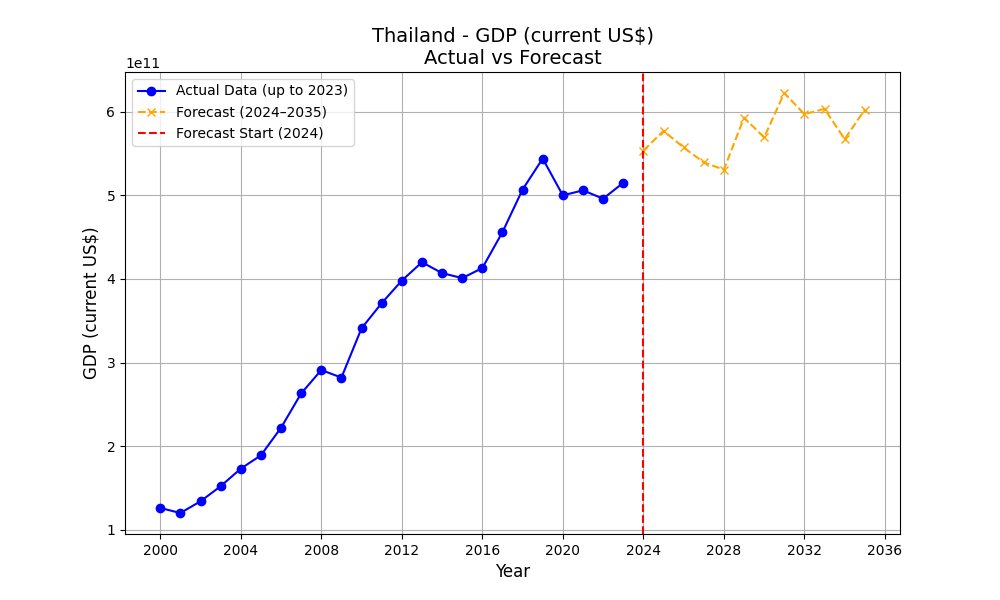 Thailand - GDP (current US$)
Actual vs Forecast
1e11
Actual Data (up to 2023)
Forecast (2024–2035)
Forecast Start (2024)
6
5
4
3
2
1
GDP (current US$)
2000 2004 2008 2012 2016 2020 2024 2028 2032 2036
Year